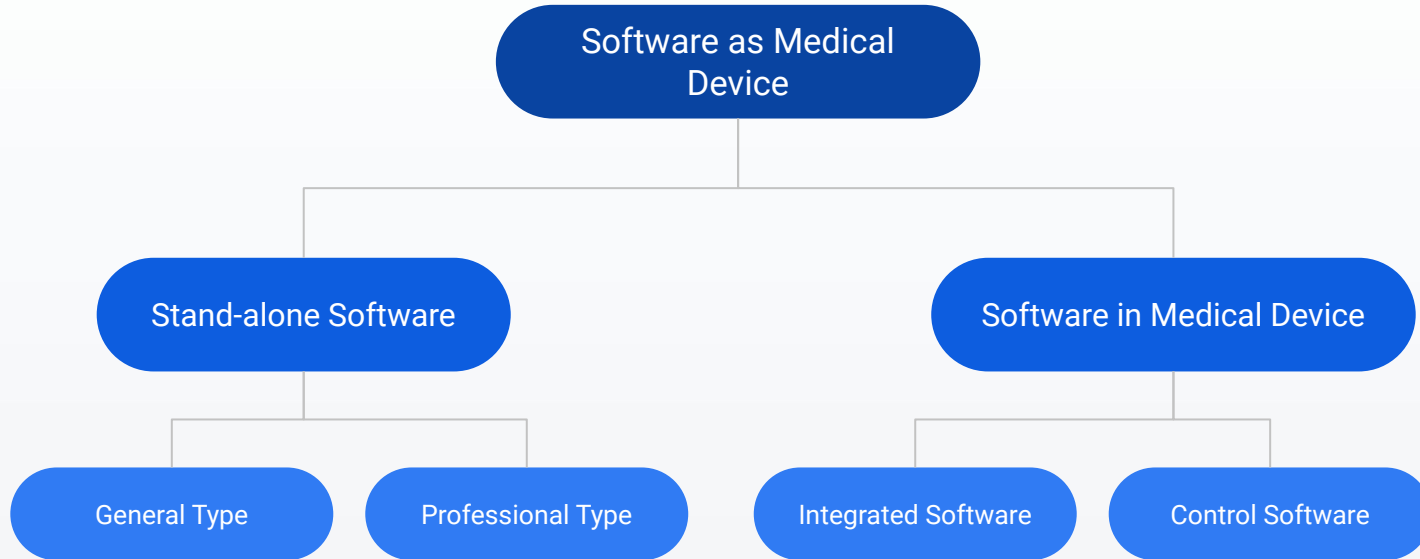 Software as Medical
Device
Stand-alone Software
Software in Medical Device
General Type
Professional Type
Integrated Software
Control Software